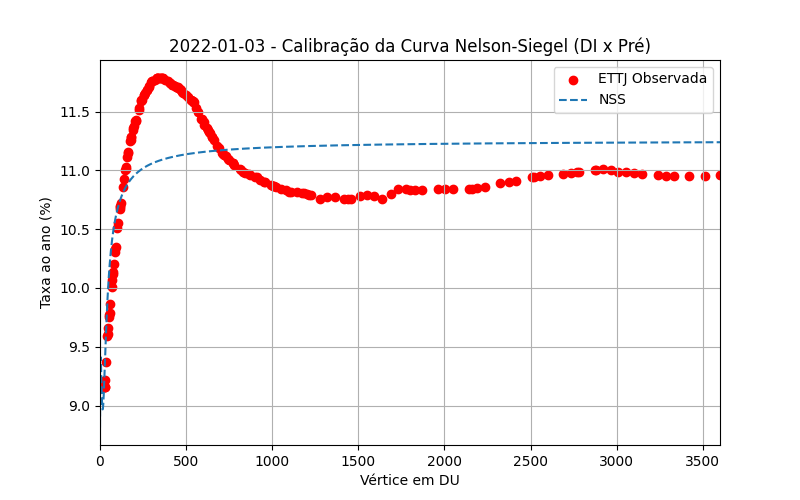 2022-01-03 - Calibração da Curva Nelson-Siegel (DI x Pré)
ETTJ Observada
NSS
Taxa ao ano (%)
11.5
11.0
10.5
10.0
9.5
9.0
0 500 1000 1500 2000 2500 3000 3500
Vértice em DU